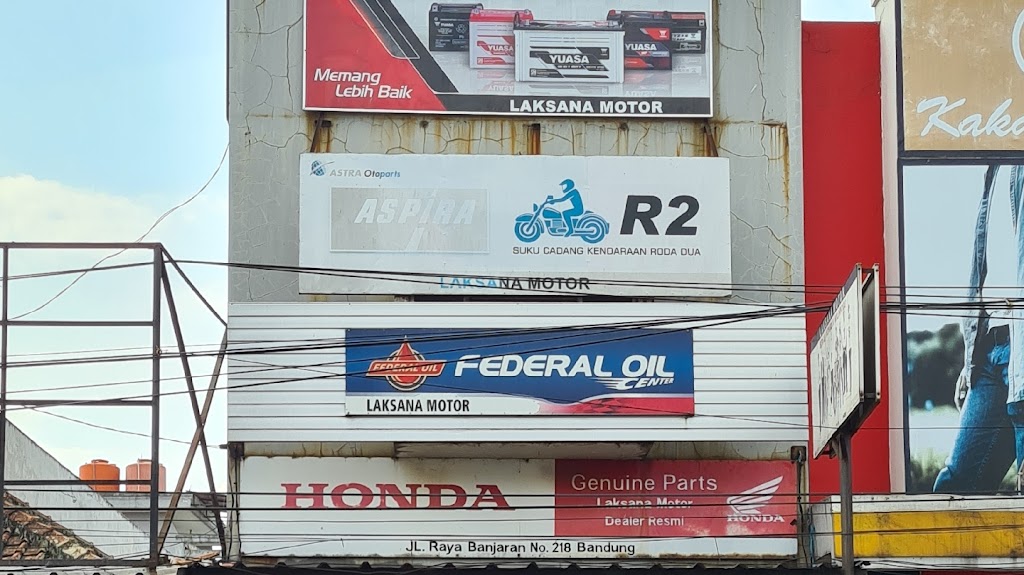 YUASA
YUASA
YUASA
Memang
Lebih Baik
LAKSANA MOTOR
ASTRA Otoparts
ASPIRA
R2
SUKU CADANG KENDARAAN RODA DUA
LAKSANA MOTOR
FEDERAL OIL
FEDERAL OIL
CENTER
LAKSANA MOTOR
HONDA
Genuine Parts
Laksana Motor
Dealer Resmi
HONDA
JL. Raya Banjaran No. 218 Bandung